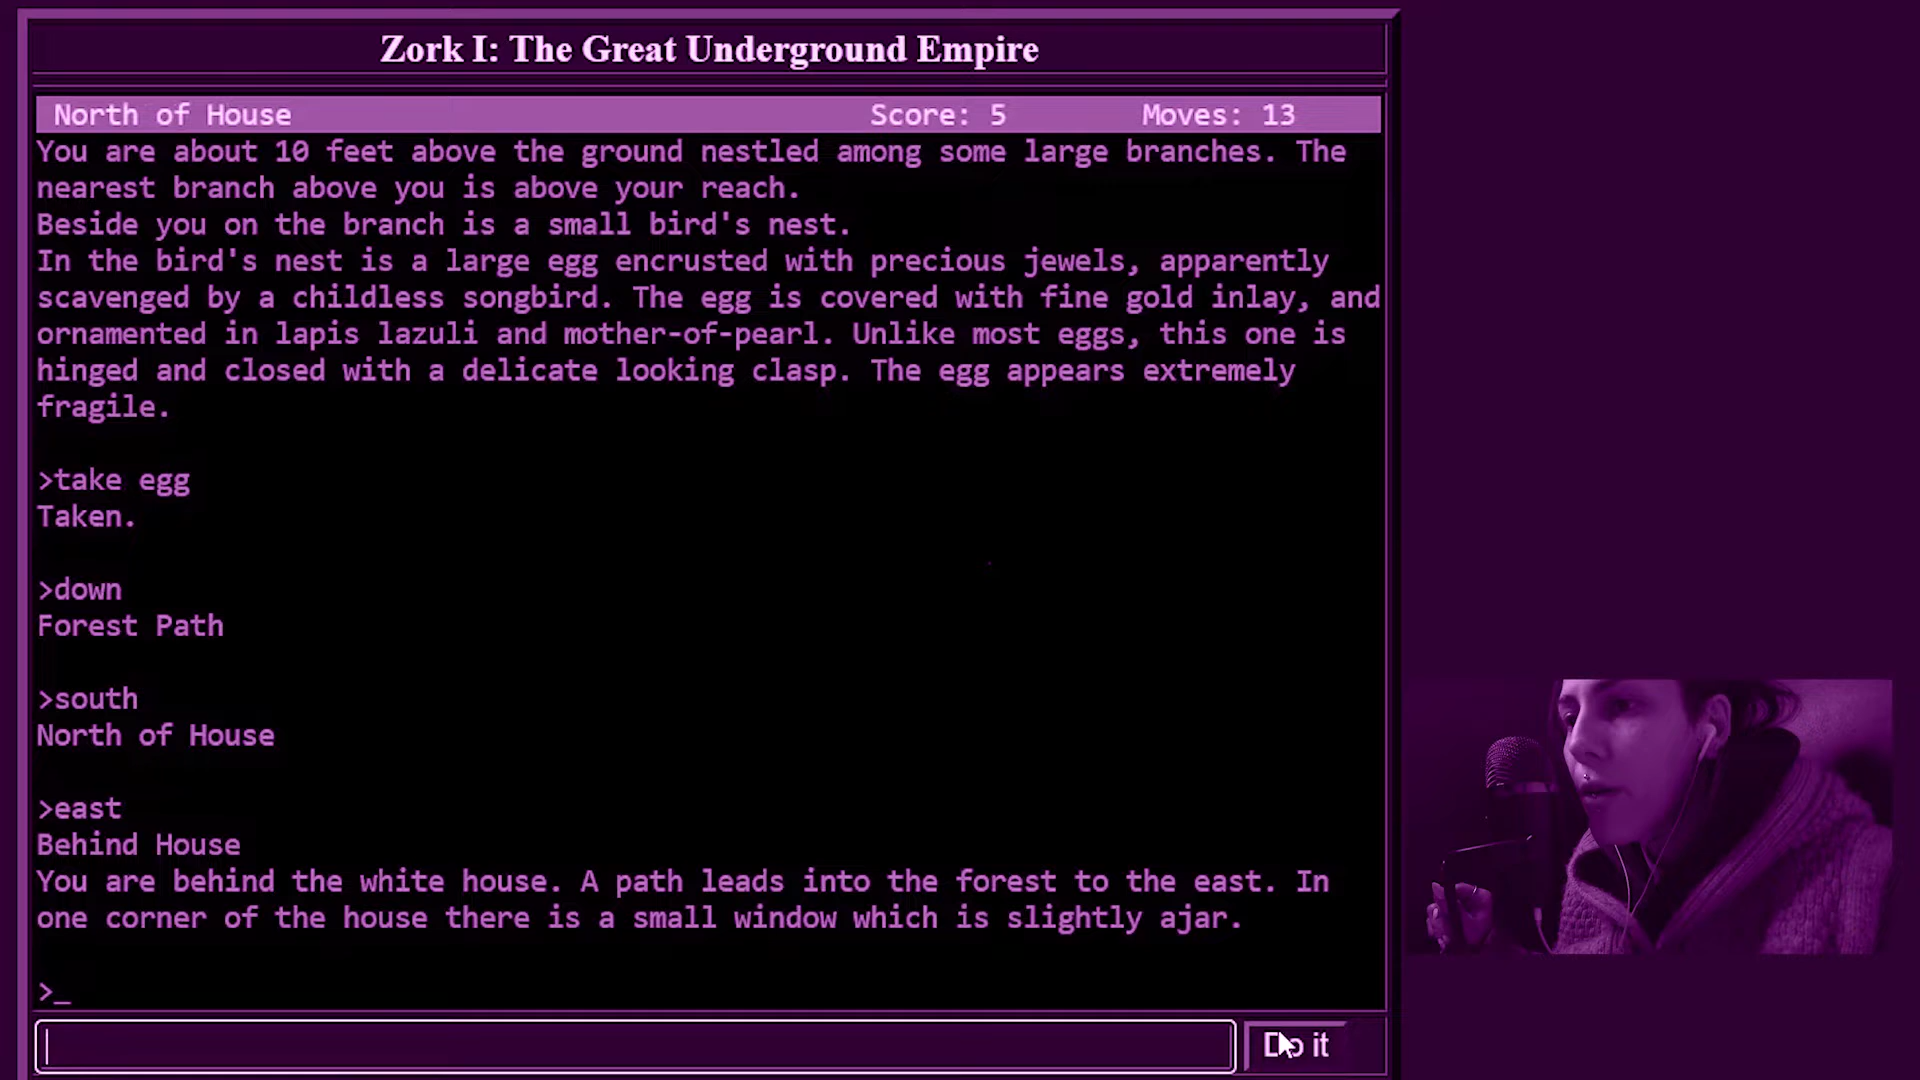 Zork I: The Great Underground Empire
North of House Score: 5 Moves: 13
You are about 10 feet above the ground nestled among some large branches. The
nearest branch above you is above your reach.
Beside you on the branch is a small bird's nest.
In the bird's nest is a large egg encrusted with precious jewels, apparently
scavenged by a childless songbird. The egg is covered with fine gold inlay, and
ornamented in lapis lazuli and mother-of-pearl. Unlike most eggs, this one is
hinged and closed with a delicate looking clasp. The egg appears extremely
fragile.
>take egg
Taken.
>down
Forest Path
>south
North of House
>east
Behind House
You are behind the white house. A path leads into the forest to the east. In
one corner of the house there is a small window which is slightly ajar.
>_
Do it